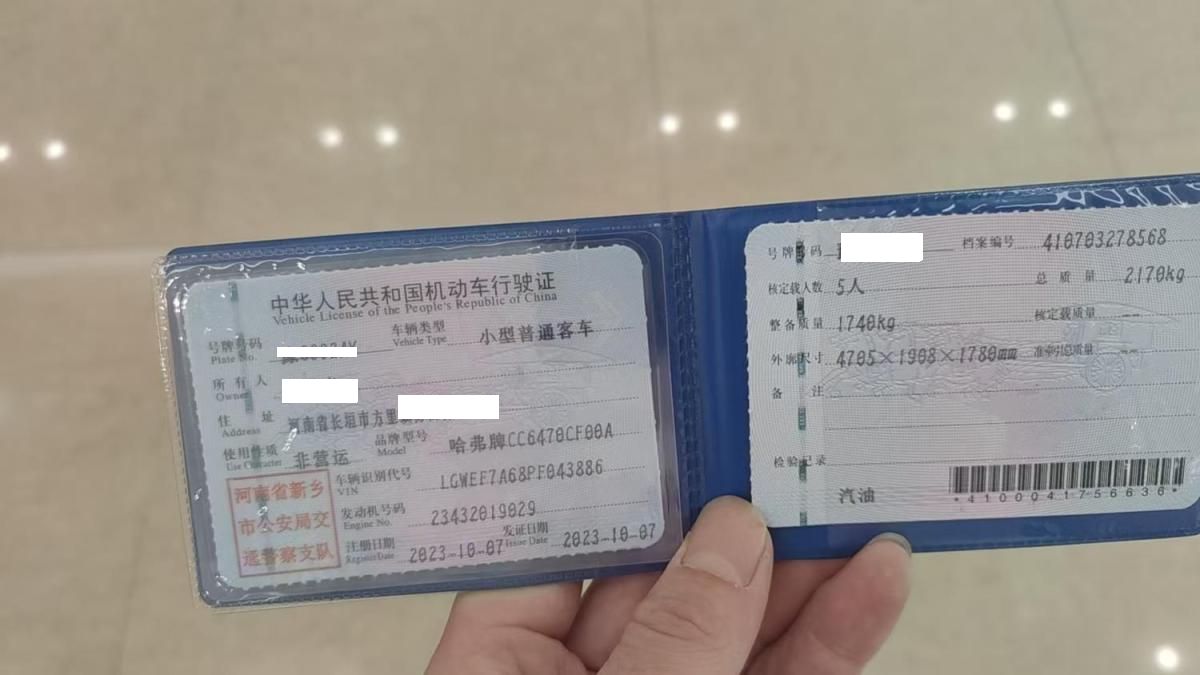 中华人民共和国机动车行驶证
Vehicle License of the People's Republic of China
号牌号码
Plate No.
车辆类型 小型普通客车
Vehicle Type
所有人
Owner
住址 河南省长垣市方里
Address
使用性质 非营运
Use Character
品牌型号 哈弗牌CC6470CF00A
Model
车辆识别代号 LGWEF7A68PF043886
VIN
发动机号码 23432019029
Engine No.
注册日期 2023-10-07
Register Date
发证日期 2023-10-07
Issue Date
河南省新乡
市公安局交
通警察支队
号牌号码
档案编号 410703278568
核定载人数 5人
总质量 2170kg
整备质量 1740kg
核定载质量 --
外廓尺寸 4705×1908×1780mm
准牵引总质量 --
备注
检验记录
汽油
*4100041756636*